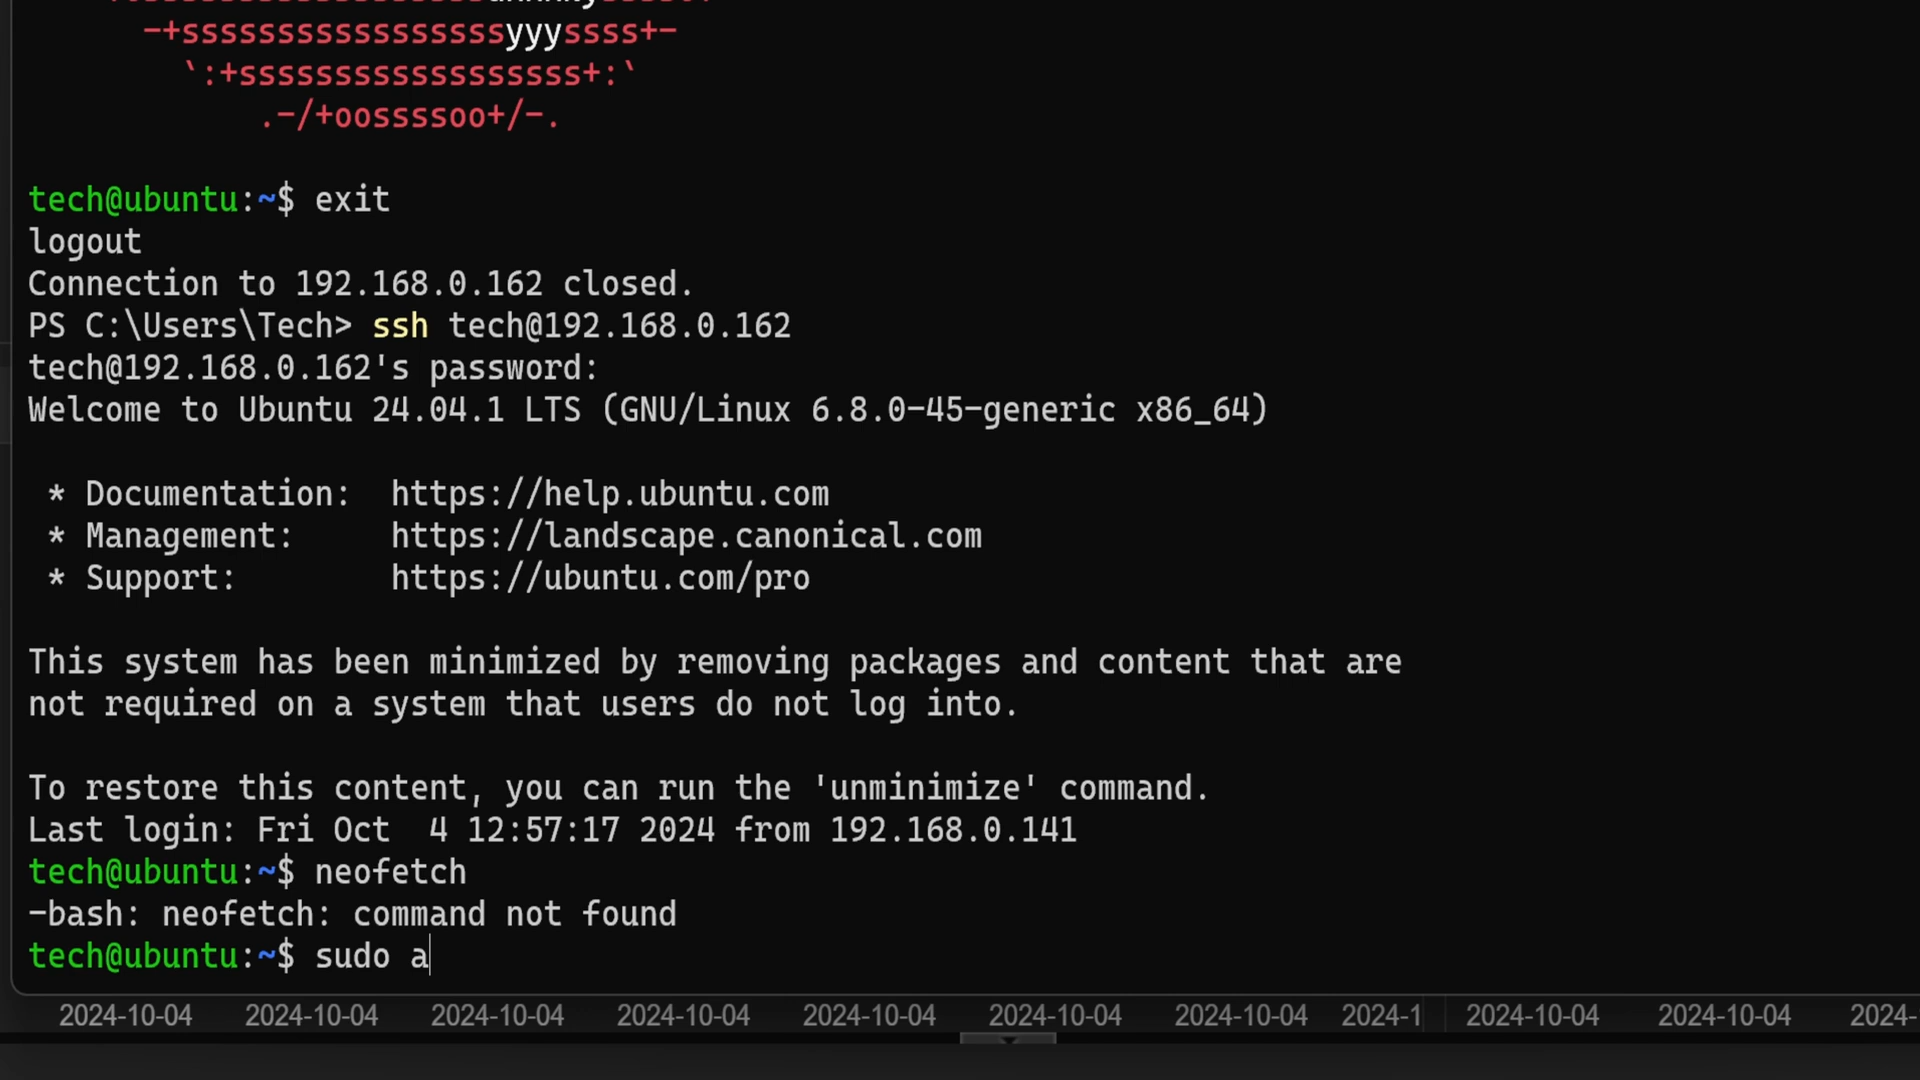 -+sssssssssssssssssyyyssss+-
`:+ssssssssssssssssss+:`
.-/+oossssoo+/-.
tech@ubuntu:~$ exit
logout
Connection to 192.168.0.162 closed.
PS C:\Users\Tech> ssh tech@192.168.0.162
tech@192.168.0.162's password:
Welcome to Ubuntu 24.04.1 LTS (GNU/Linux 6.8.0-45-generic x86_64)
* Documentation:  https://help.ubuntu.com
* Management:     https://landscape.canonical.com
* Support:        https://ubuntu.com/pro
This system has been minimized by removing packages and content that are
not required on a system that users do not log into.
To restore this content, you can run the 'unminimize' command.
Last login: Fri Oct  4 12:57:17 2024 from 192.168.0.141
tech@ubuntu:~$ neofetch
-bash: neofetch: command not found
tech@ubuntu:~$ sudo a
2024-10-04 2024-10-04 2024-10-04 2024-10-04 2024-10-04 2024-10-04 2024-10-04 2024-1 2024-10-04 2024-10-04 2024-